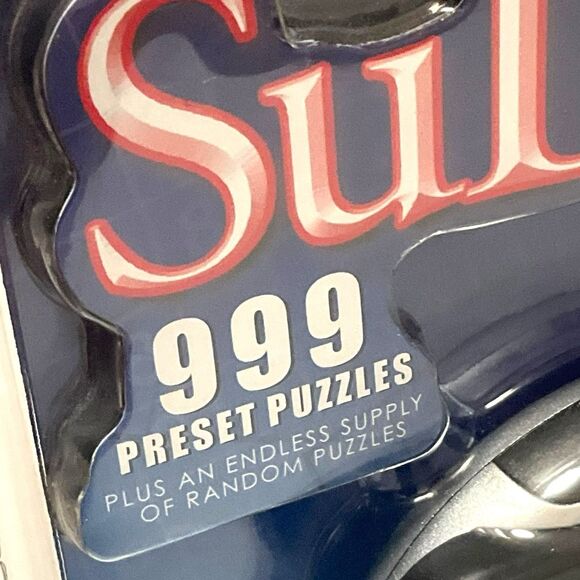 Su
999
PRESET PUZZLES
PLUS AN ENDLESS SUPPLY
OF RANDOM PUZZLES